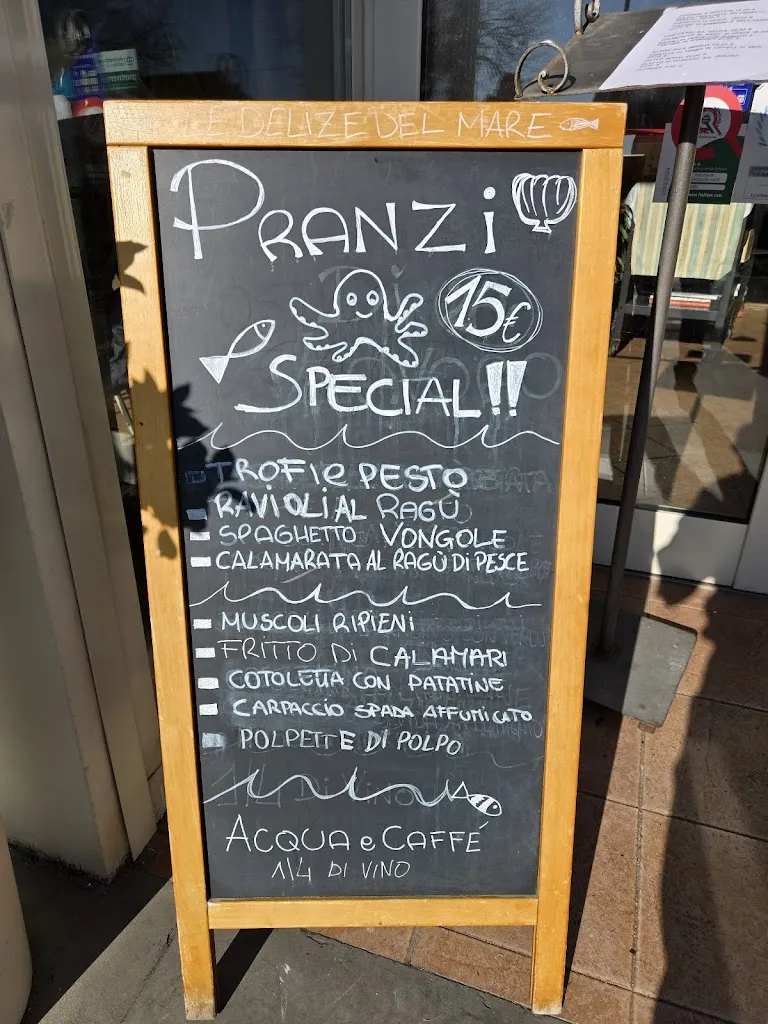 LE DELIZE DEL MARE
PRANZI
15€
SPECIAL!!
TROFIE PESTO
RAVIOLI AL RAGÙ
SPAGHETTO VONGOLE
CALAMARATA AL RAGÙ DI PESCE
MUSCOLI RIPIENI
FRITTO DI CALAMARI
COTOLETTA CON PATATINE
CARPACCIO SPADA AFFUMICATO
POLPETTE DI POLPO
ACQUA e CAFFÉ
1/4 DI VINO